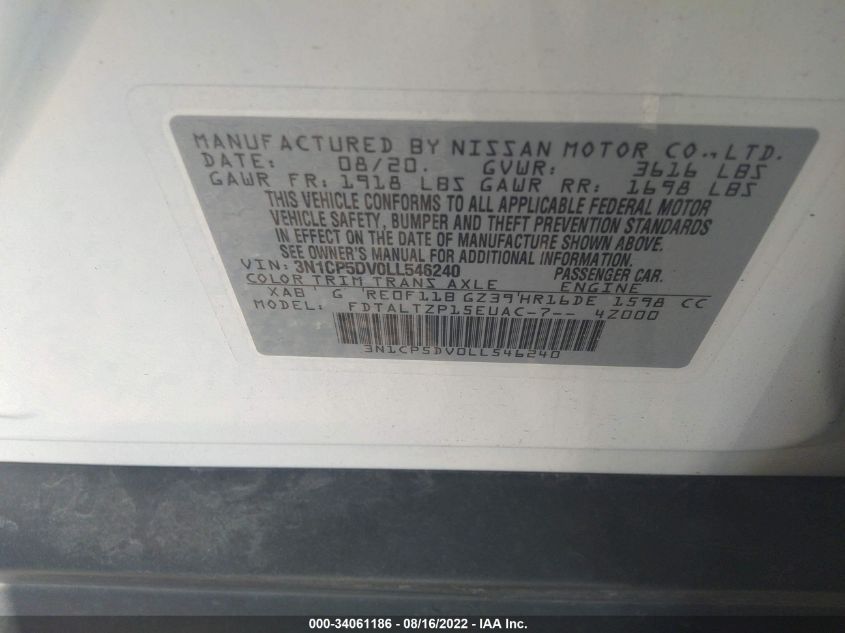 MANUFACTURED BY NISSAN MOTOR CO., LTD.
DATE: 08/20. GVWR: 3616 LBS
GAWR FR: 1918 LBS GAWR RR: 1698 LBS
THIS VEHICLE CONFORMS TO ALL APPLICABLE FEDERAL MOTOR
VEHICLE SAFETY, BUMPER AND THEFT PREVENTION STANDARDS
IN EFFECT ON THE DATE OF MANUFACTURE SHOWN ABOVE.
SEE OWNER'S MANUAL FOR ADDITIONAL INFORMATION.
VIN: 3N1CP5DV0LL546240 PASSENGER CAR.
COLOR TRIM TRANS AXLE ENGINE
XAB G RE0F11B GZ39 HR16DE 1598 CC
MODEL: FDTALTZP15EUAC-7-- 4Z000
3N1CP5DV0LL546240
000-34061186 - 08/16/2022 - IAA Inc.